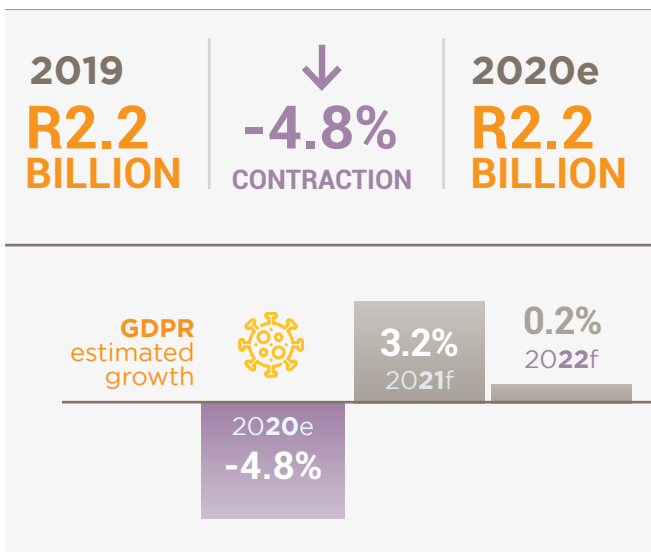 2019
R2.2
BILLION
-4.8%
CONTRACTION
2020e
R2.2
BILLION
GDPR
estimated
growth
2020e
-4.8%
3.2%
2021f
0.2%
2022f